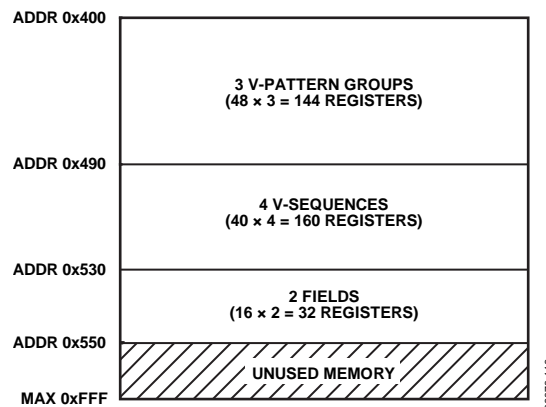 ADDR 0x400
3 V-PATTERN GROUPS
(48 × 3 = 144 REGISTERS)
ADDR 0x490
4 V-SEQUENCES
(40 × 4 = 160 REGISTERS)
ADDR 0x530
2 FIELDS
(16 × 2 = 32 REGISTERS)
ADDR 0x550
UNUSED MEMORY
MAX 0xFFF